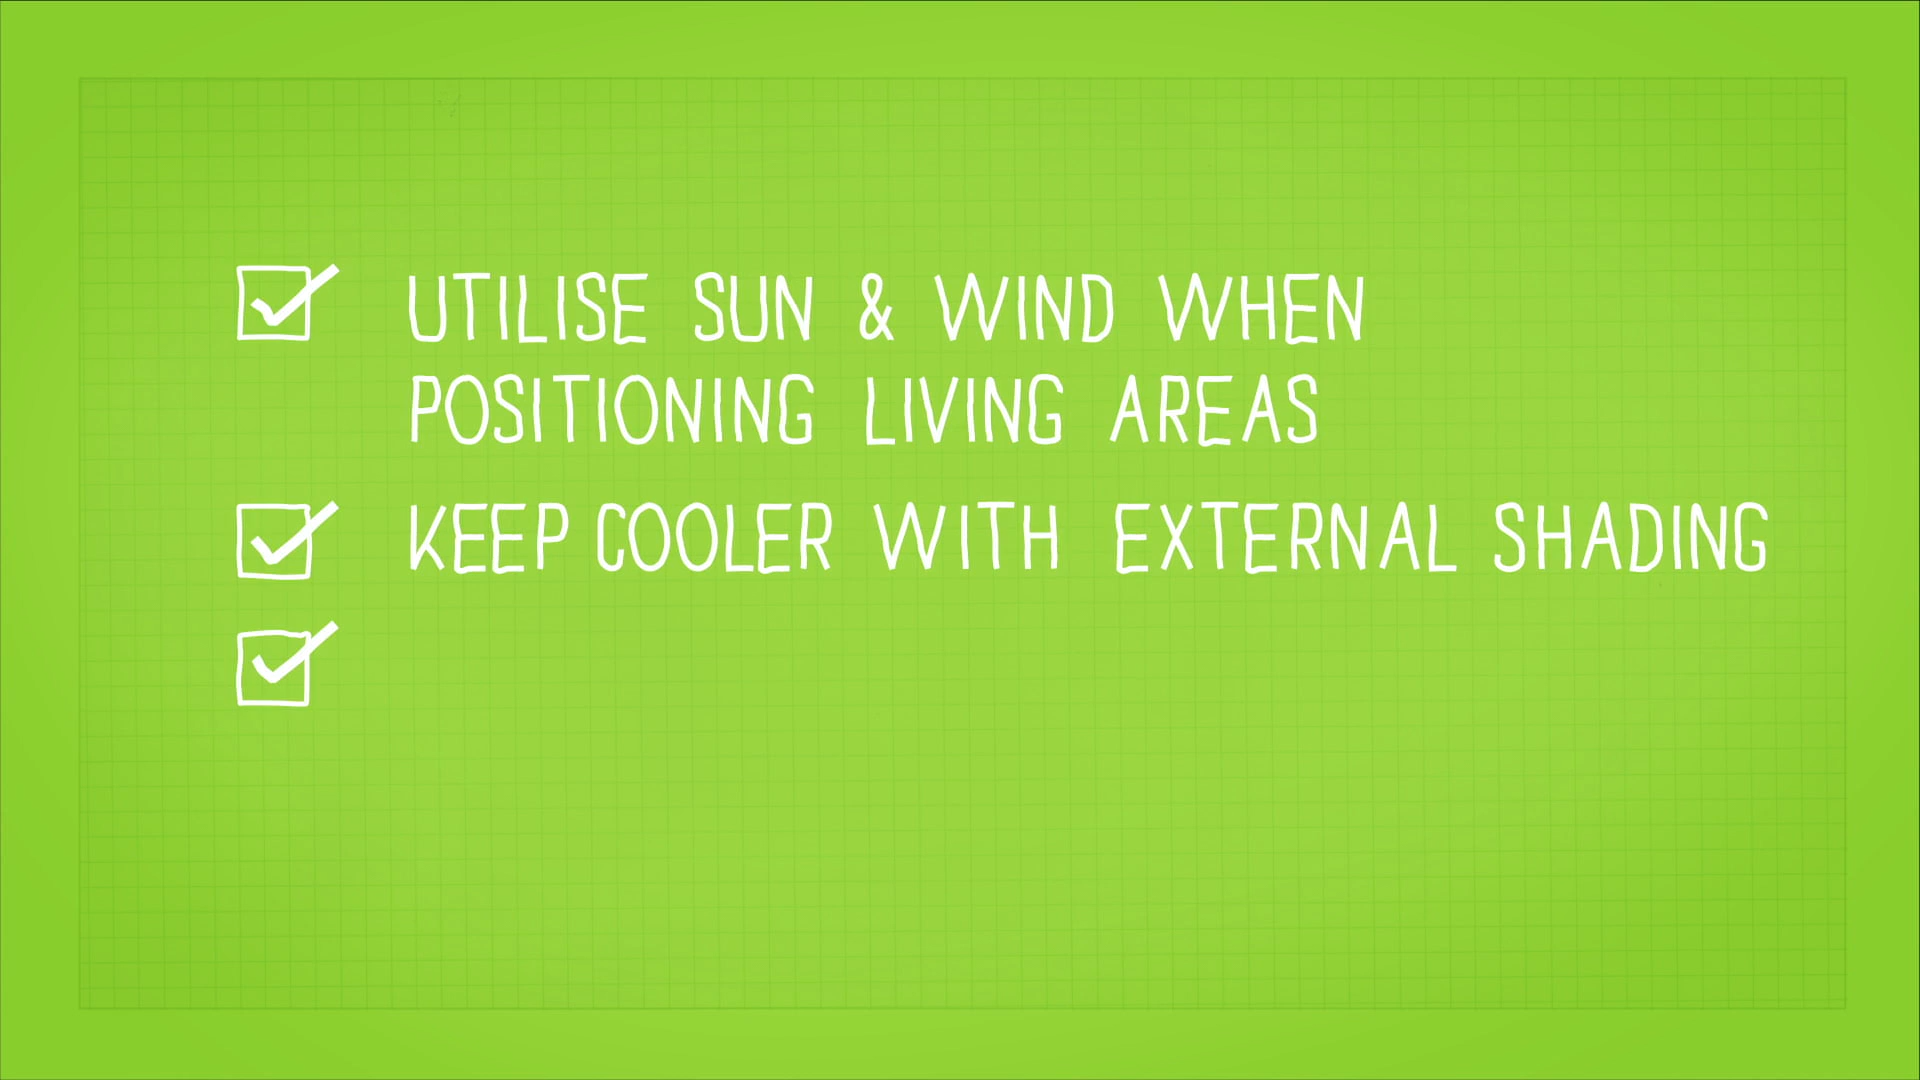 UTILISE SUN & WIND WHEN
POSITIONING LIVING AREAS
KEEP COOLER WITH EXTERNAL SHADING